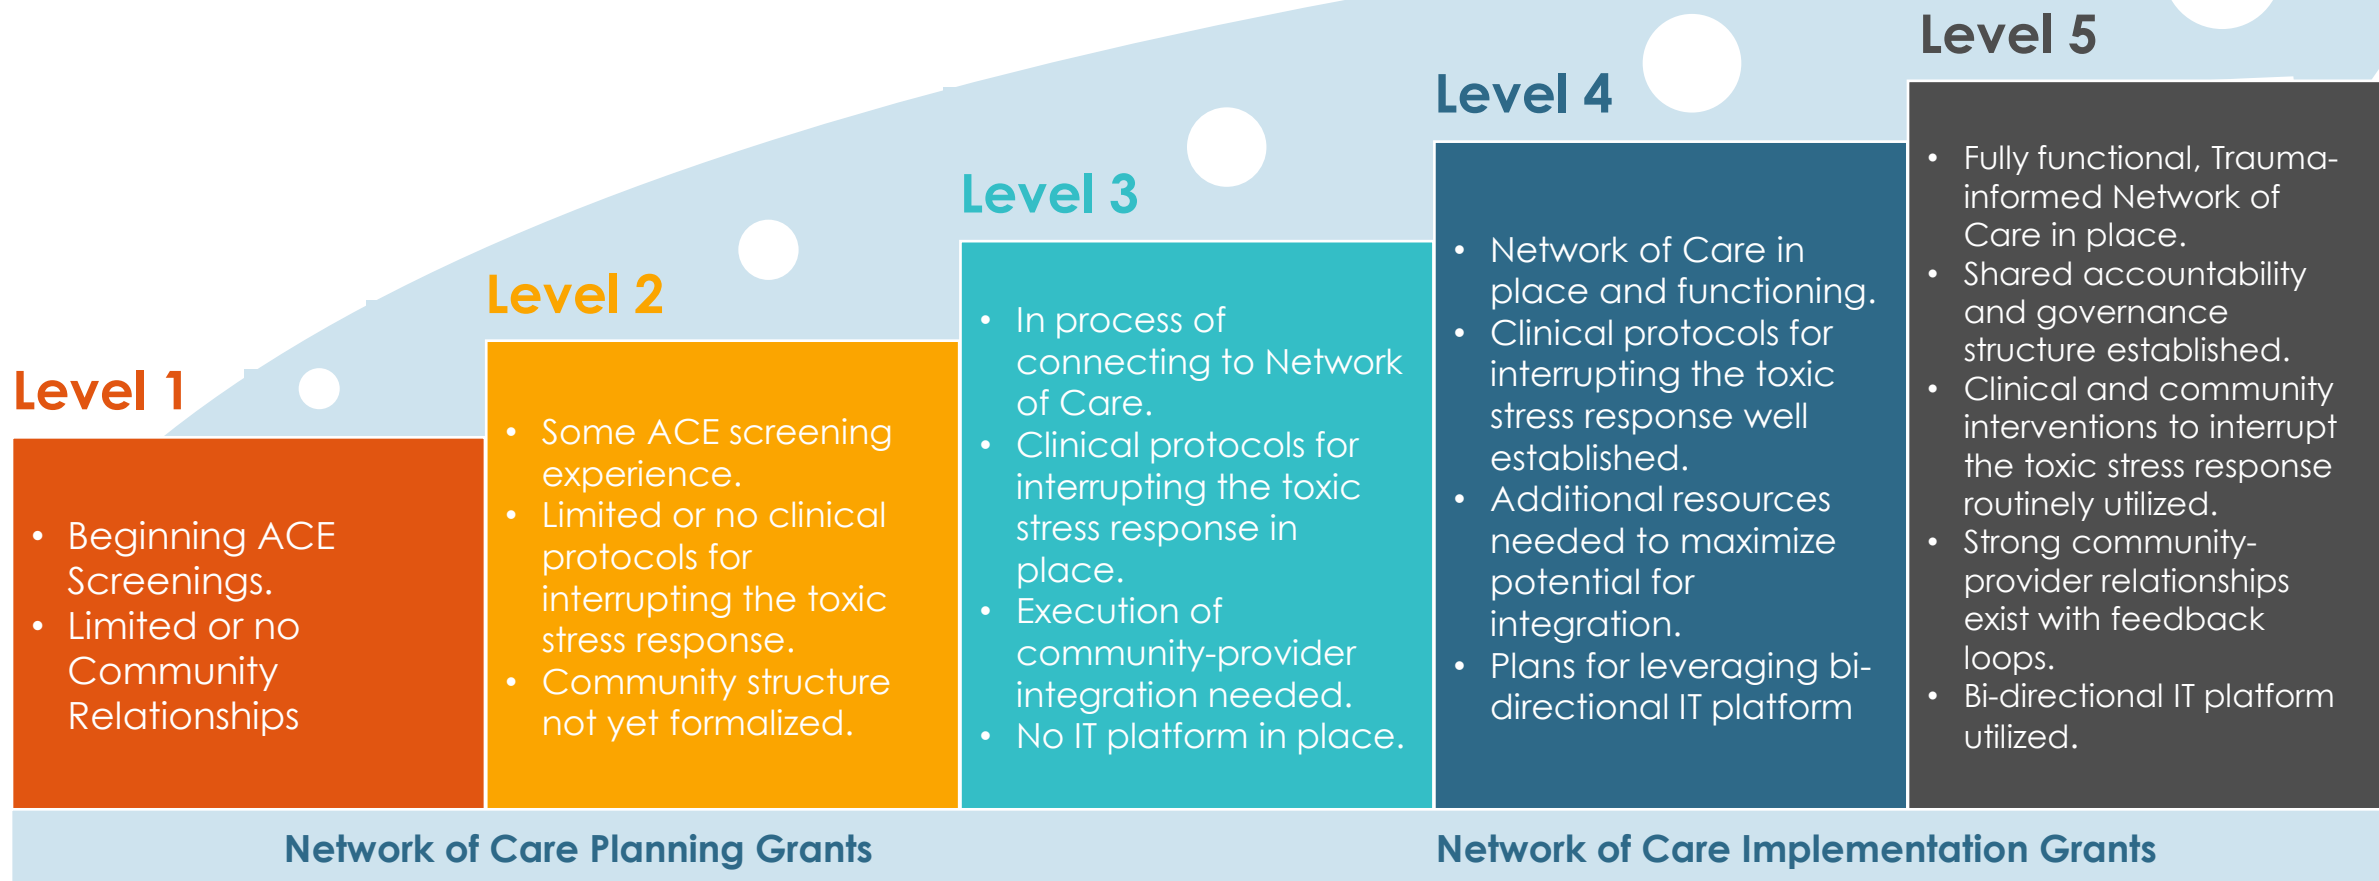 Level 1
• Beginning ACE
Screenings.
• Limited or no
Community
Relationships
Level 2
• Some ACE screening
experience.
• Limited or no clinical
protocols for
interrupting the toxic
stress response.
• Community structure
not yet formalized.
Level 3
• In process of
connecting to Network
of Care.
• Clinical protocols for
interrupting the toxic
stress response in
place.
• Execution of
community-provider
integration needed.
• No IT platform in place.
Level 4
• Network of Care in
place and functioning.
• Clinical protocols for
interrupting the toxic
stress response well
established.
• Additional resources
needed to maximize
potential for
integration.
• Plans for leveraging bi-
directional IT platform
Level 5
• Fully functional, Trauma-
informed Network of
Care in place.
• Shared accountability
and governance
structure established.
• Clinical and community
interventions to interrupt
the toxic stress response
routinely utilized.
• Strong community-
provider relationships
exist with feedback
loops.
• Bi-directional IT platform
utilized.
Network of Care Planning Grants
Network of Care Implementation Grants